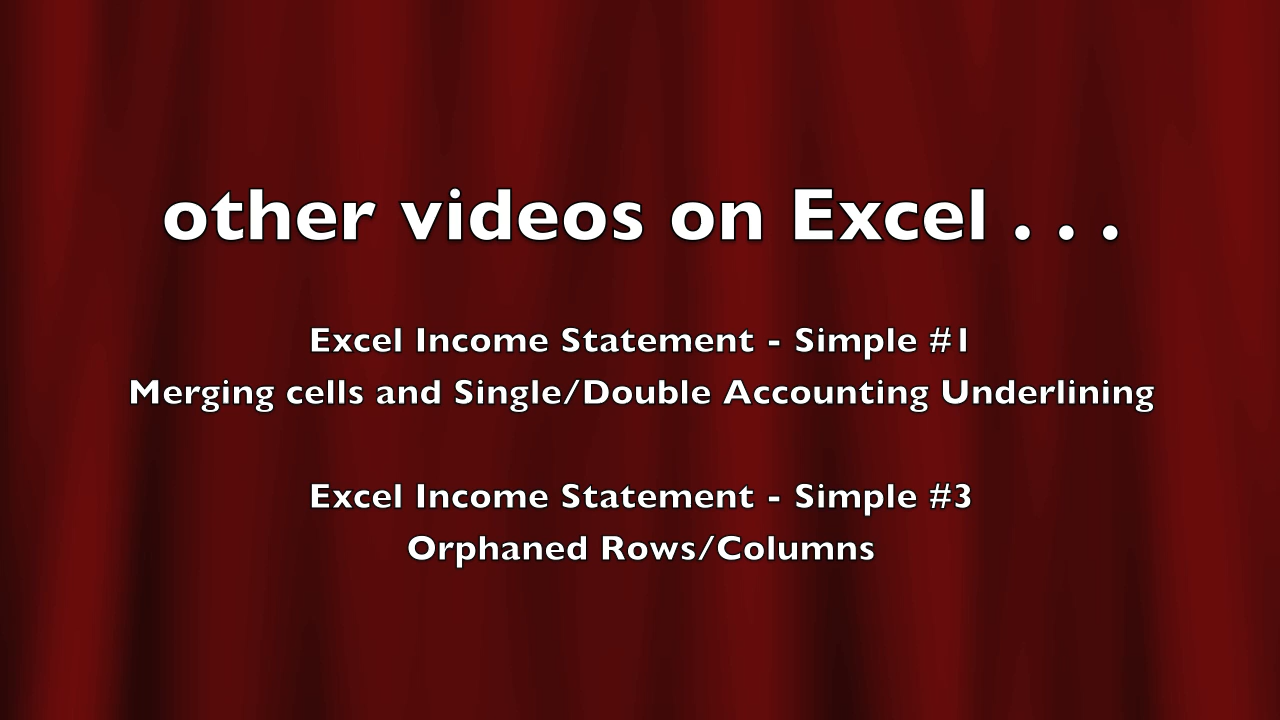 other videos on Excel . . .
Excel Income Statement - Simple #1
Merging cells and Single/Double Accounting Underlining
Excel Income Statement - Simple #3
Orphaned Rows/Columns